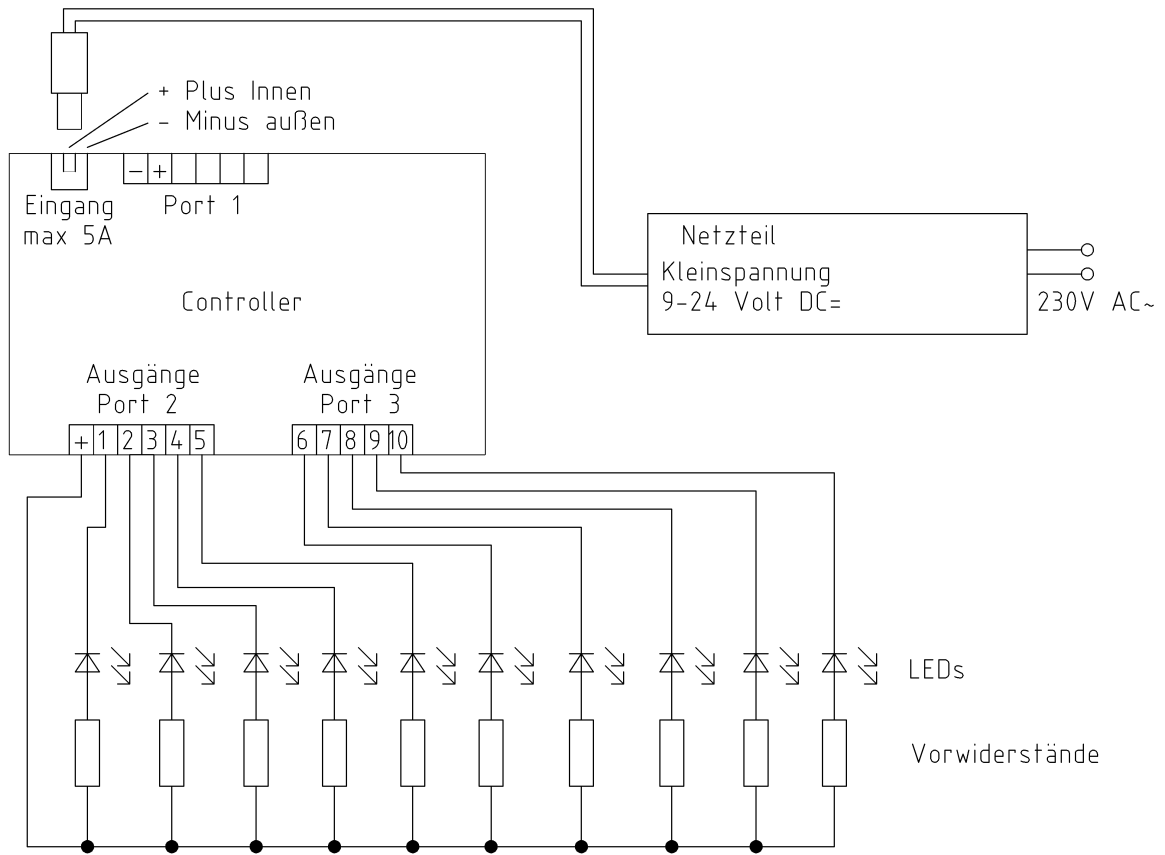 + Plus Innen
- Minus außen
- +
Eingang
max 5A
Port 1
Netzteil
Kleinspannung
9-24 Volt DC=
230V AC~
Controller
Ausgänge
Port 2
Ausgänge
Port 3
+ 1 2 3 4 5
6 7 8 9 10
LEDs
Vorwiderstände